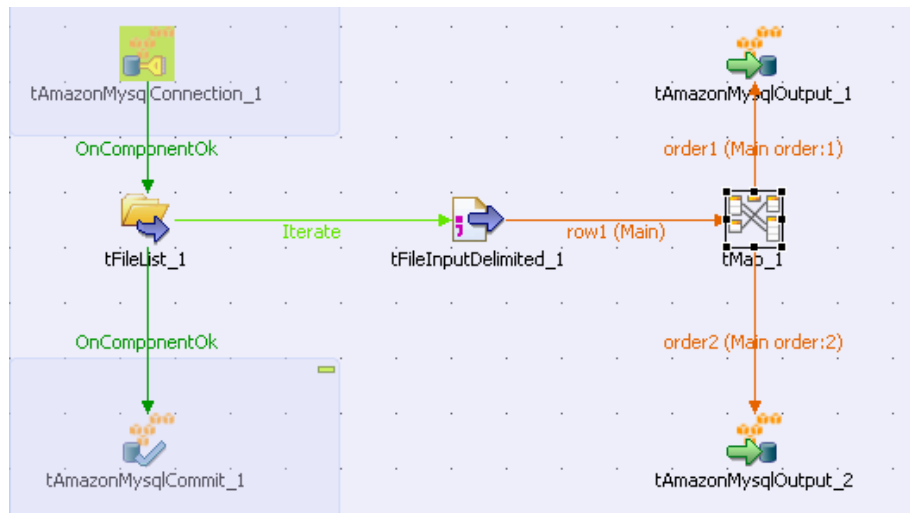 tAmazonMysqlConnection_1
tAmazonMysqlOutput_1
OnComponentOk
order1 (Main order:1)
Iterate
row1 (Main)
tFileList_1
tFileInputDelimited_1
tMap_1
OnComponentOk
order2 (Main order:2)
tAmazonMysqlCommit_1
tAmazonMysqlOutput_2